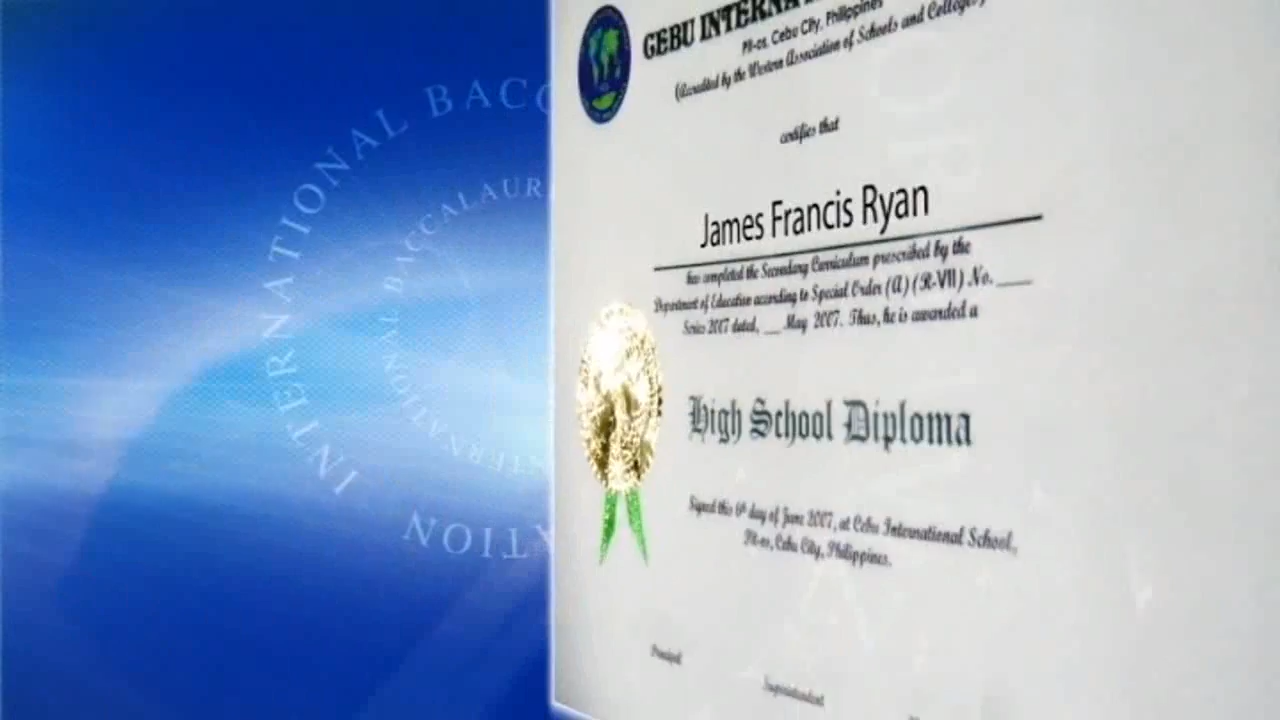 INTERNATIONAL BACC
INTERNATIONAL BACCALAUR
ATION
CEBU INTERNA
Pit-os, Cebu City, Philippines
(Accredited by the Western Association of Schools and Colleges
certifies that
James Francis Ryan
has completed the Secondary Curriculum prescribed by the
Department of Education according to Special Order (A) (R-VII) No. ____
Series 2007 dated, __ May 2007. Thus, he is awarded a
High School Diploma
Signed this 6th day of June 2007, at Cebu International School,
Pit-os, Cebu City, Philippines.
Principal
Superintendent